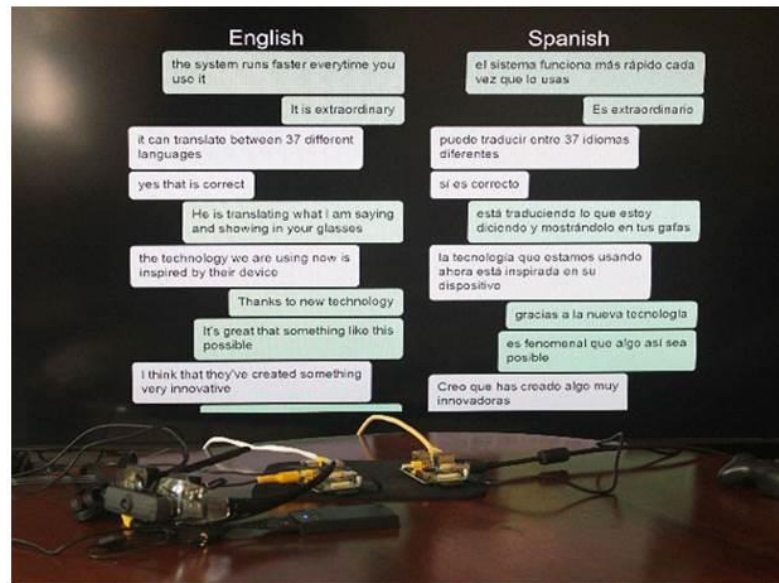 English
the system runs faster everytime you
use it
It is extraordinary
it can translate between 37 different
languages
yes that is correct
He is translating what I am saying
and showing in your glasses
the technology we are using now is
inspired by their device
Thanks to new technology
It's great that something like this
possible
I think that they've created something
very innovative
Spanish
el sistema funciona más rápido cada
vez que lo usas
Es extraordinario
puede traducir entre 37 idiomas
diferentes
sí es correcto
está traduciendo lo que estoy
diciendo y mostrándolo en tus gafas
la tecnología que estamos usando
ahora está inspirada en su
dispositivo
gracias a la nueva tecnología
es fenomenal que algo así sea
posible
Creo que has creado algo muy
innovadoras